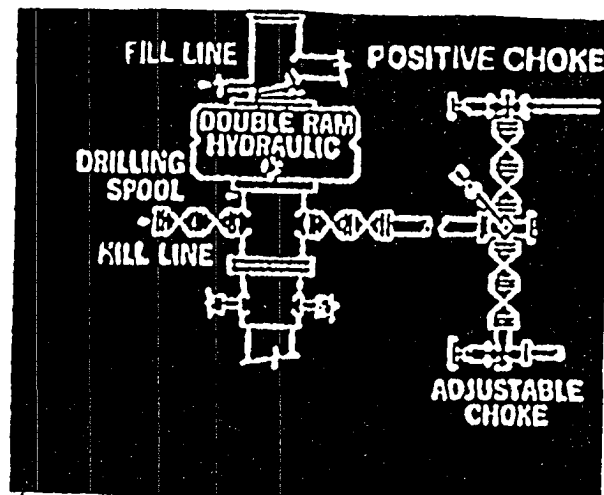 FILL LINE
POSITIVE CHOKE
DOUBLE RAM
HYDRAULIC
DRILLING
SPOOL
KILL LINE
ADJUSTABLE
CHOKE